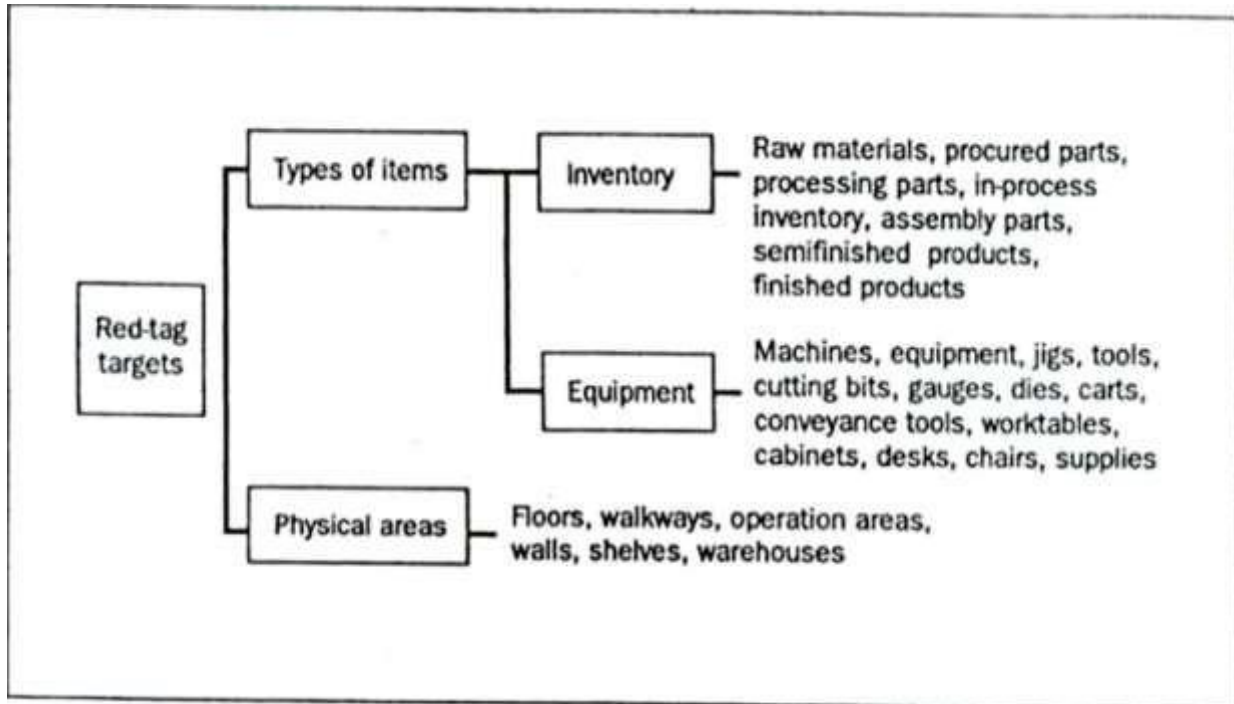 Types of items
Inventory
Raw materials, procured parts,
processing parts, in-process
inventory, assembly parts,
semifinished products,
finished products
Red-tag
targets
Equipment
Machines, equipment, jigs, tools,
cutting bits, gauges, dies, carts,
conveyance tools, worktables,
cabinets, desks, chairs, supplies
Physical areas
Floors, walkways, operation areas,
walls, shelves, warehouses